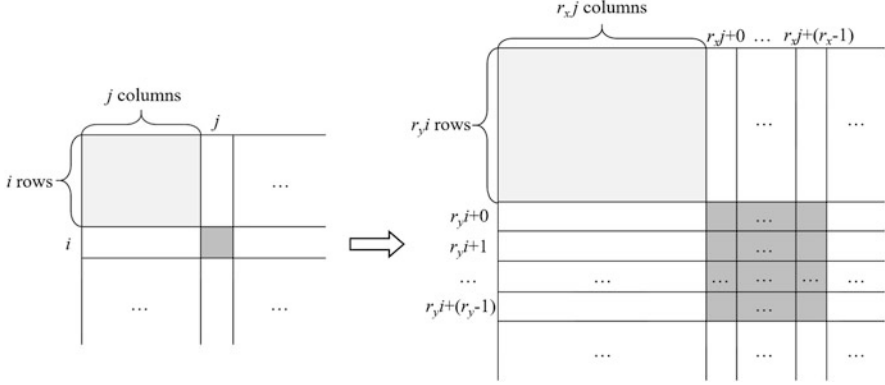 r_x j columns
r_x j+0 … r_x j+(r_x-1)
j columns
j
r_y i rows
…
…
i rows
…
r_y i+0
…
i
r_y i+1
…
…
…
…
…
…
…
…
…
r_y i+(r_y-1)
…
…
…
…
…